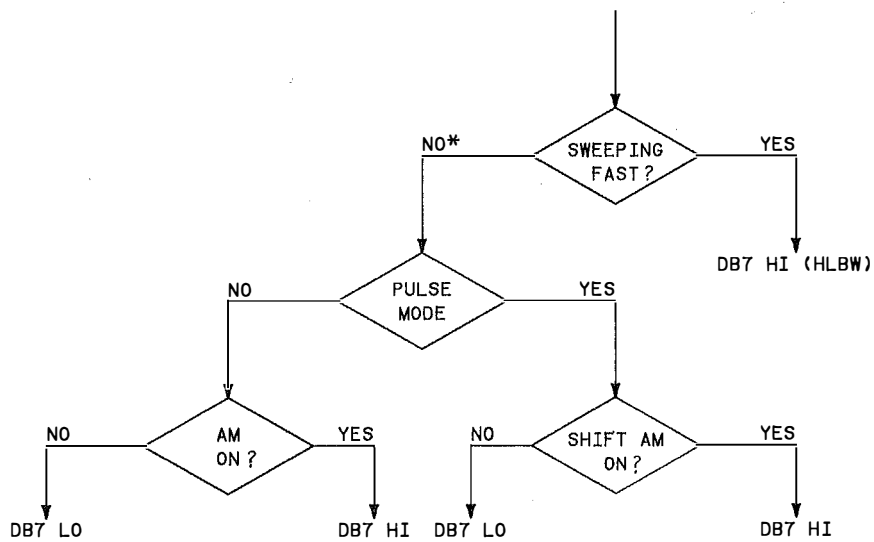 NO*
SWEEPING
FAST?
YES
DB7 HI (HLBW)
NO
PULSE
MODE
YES
NO
AM
ON?
YES
NO
SHIFT AM
ON?
YES
DB7 LO
DB7 HI
DB7 LO
DB7 HI